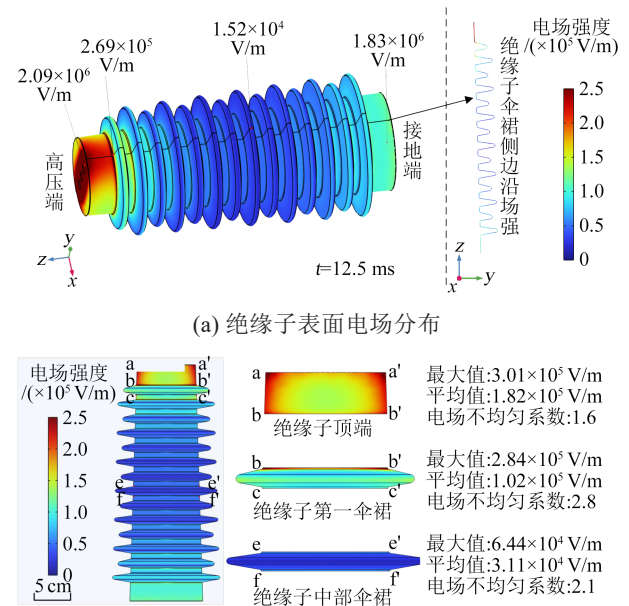 2.09×10⁶
V/m
2.69×10⁵
V/m
1.52×10⁴
V/m
1.83×10⁶
V/m
高压端
接地端
z
y
x
t=12.5 ms
绝缘子伞裙侧边沿场强
z
x
y
电场强度
/(×10⁵ V/m)
2.5
2.0
1.5
1.0
0.5
0
(a) 绝缘子表面电场分布
电场强度
/(×10⁵ V/m)
2.5
2.0
1.5
1.0
0.5
0
5 cm
a a'
b b'
c c'
e e'
f f'
a a'
b b'
绝缘子顶端
最大值:3.01×10⁵ V/m
平均值:1.82×10⁵ V/m
电场不均匀系数:1.6
b b'
c c'
绝缘子第一伞裙
最大值:2.84×10⁵ V/m
平均值:1.02×10⁵ V/m
电场不均匀系数:2.8
e e'
f f'
绝缘子中部伞裙
最大值:6.44×10⁴ V/m
平均值:3.11×10⁴ V/m
电场不均匀系数:2.1